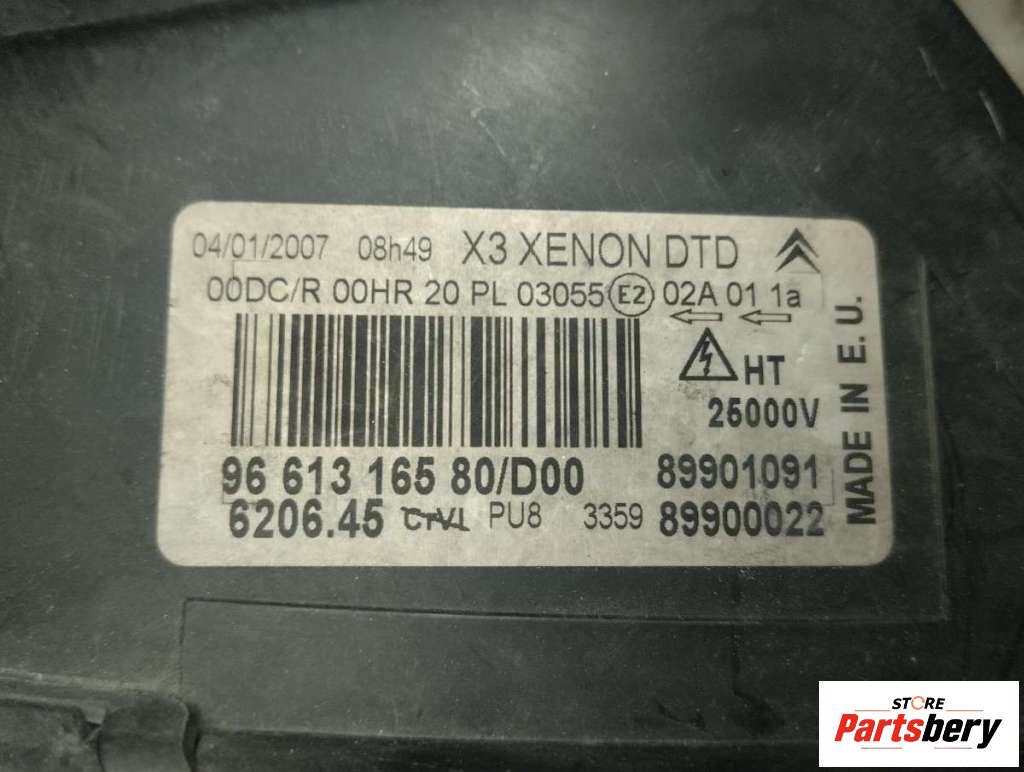 04/01/2007 08h49 X3 XENON DTD
00DC/R 00HR 20 PL 03055 E2 02A 01 1a
HT
25000V
96 613 165 80/D00 89901091
6206.45 CTVL PU8 3359 89900022
MADE IN E.U.
STORE
Partsbery